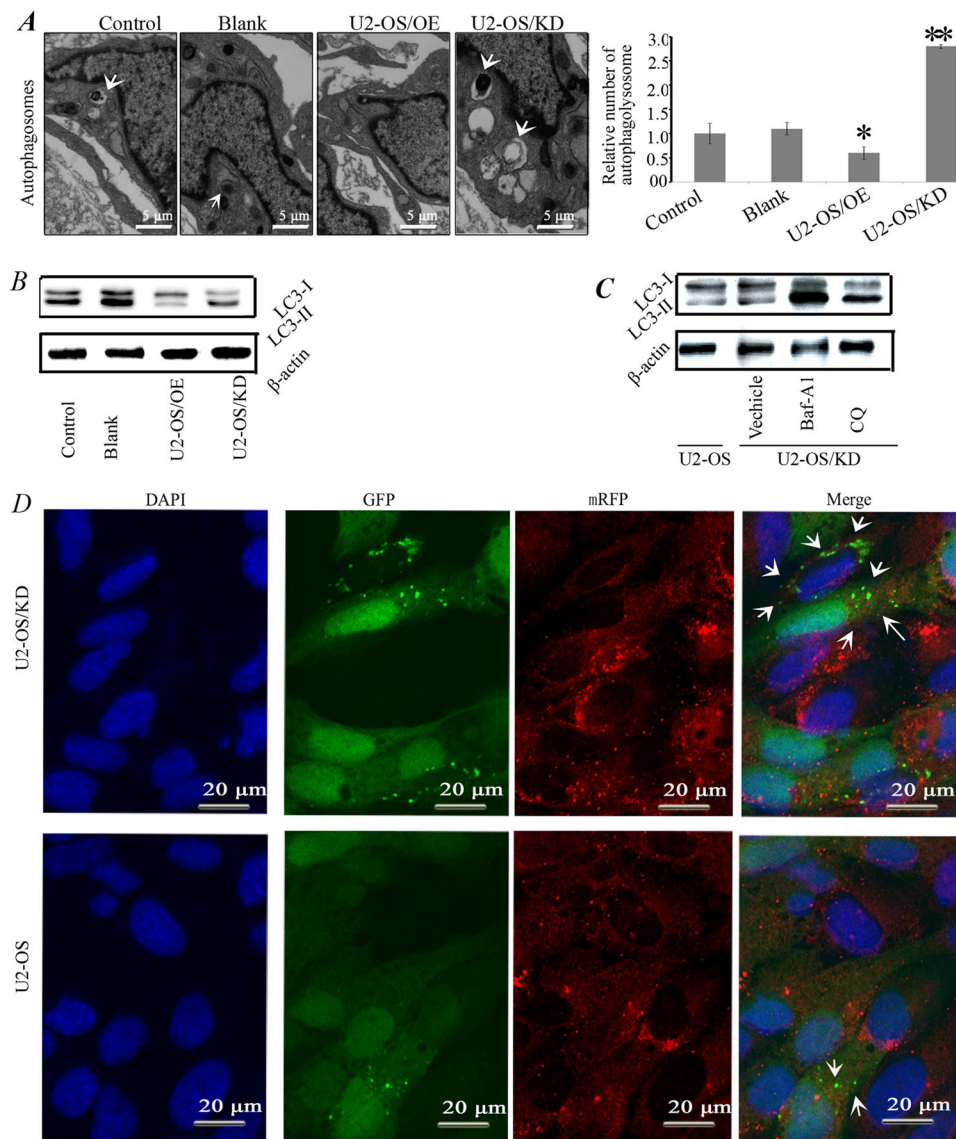 A
Control
Blank
U2-OS/OE
U2-OS/KD
Autophagosomes
5 μm
5 μm
5 μm
5 μm
Relative number of
autophagolysosome
3.0
2.5
2.0
1.5
1.0
0.5
00
*
**
Control
Blank
U2-OS/OE
U2-OS/KD
B
LC3-I
LC3-II
β-actin
Control
Blank
U2-OS/OE
U2-OS/KD
C
LC3-I
LC3-II
β-actin
Vechicle
Baf-A1
CQ
U2-OS
U2-OS/KD
D
DAPI
GFP
mRFP
Merge
U2-OS/KD
20 μm
20 μm
20 μm
20 μm
U2-OS
20 μm
20 μm
20 μm
20 μm